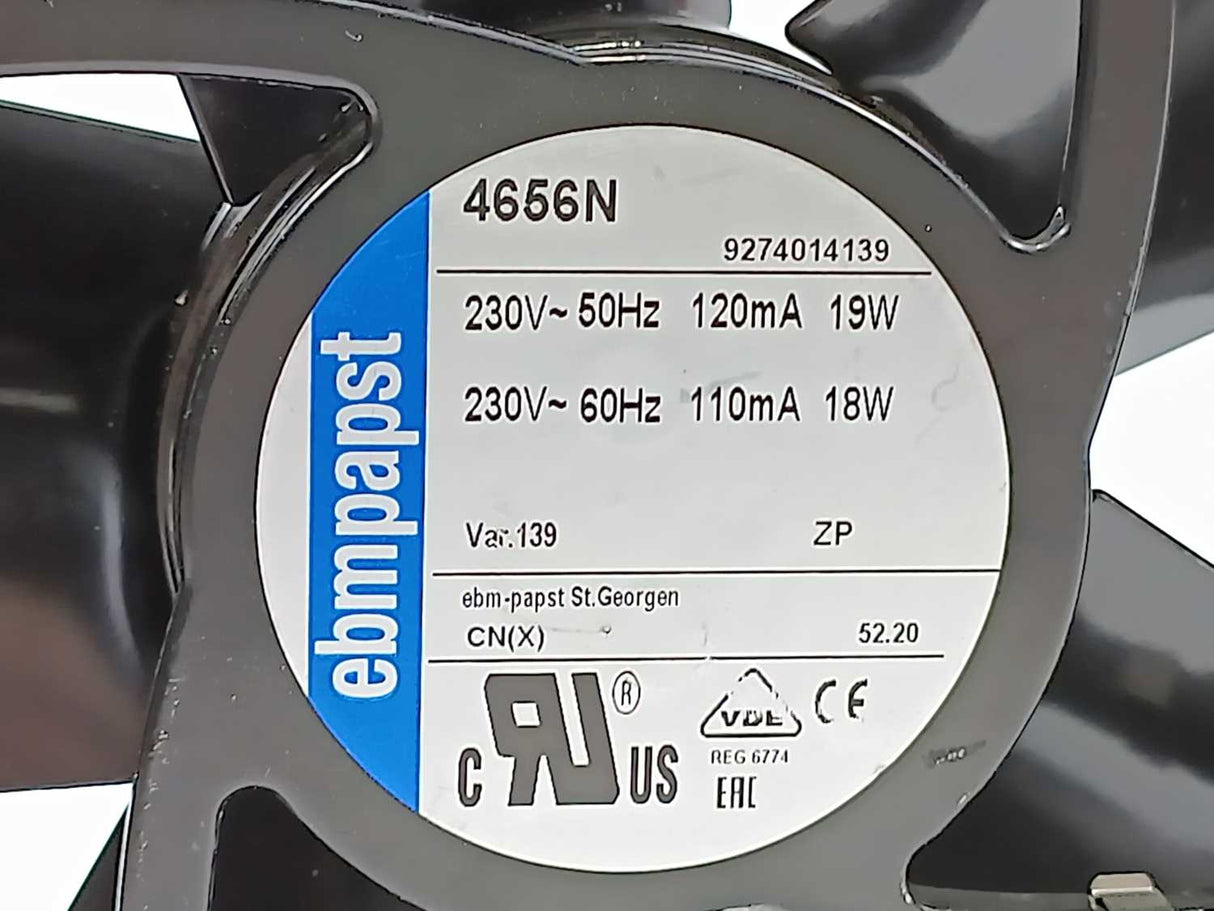 4656N
9274014139
230V~ 50Hz 120mA 19W
230V~ 60Hz 110mA 18W
Var.139 ZP
ebm-papst St.Georgen
CN(X) 52.20
ebmpapst
c RU ® US
VDE
REG 6774
CE
EAC